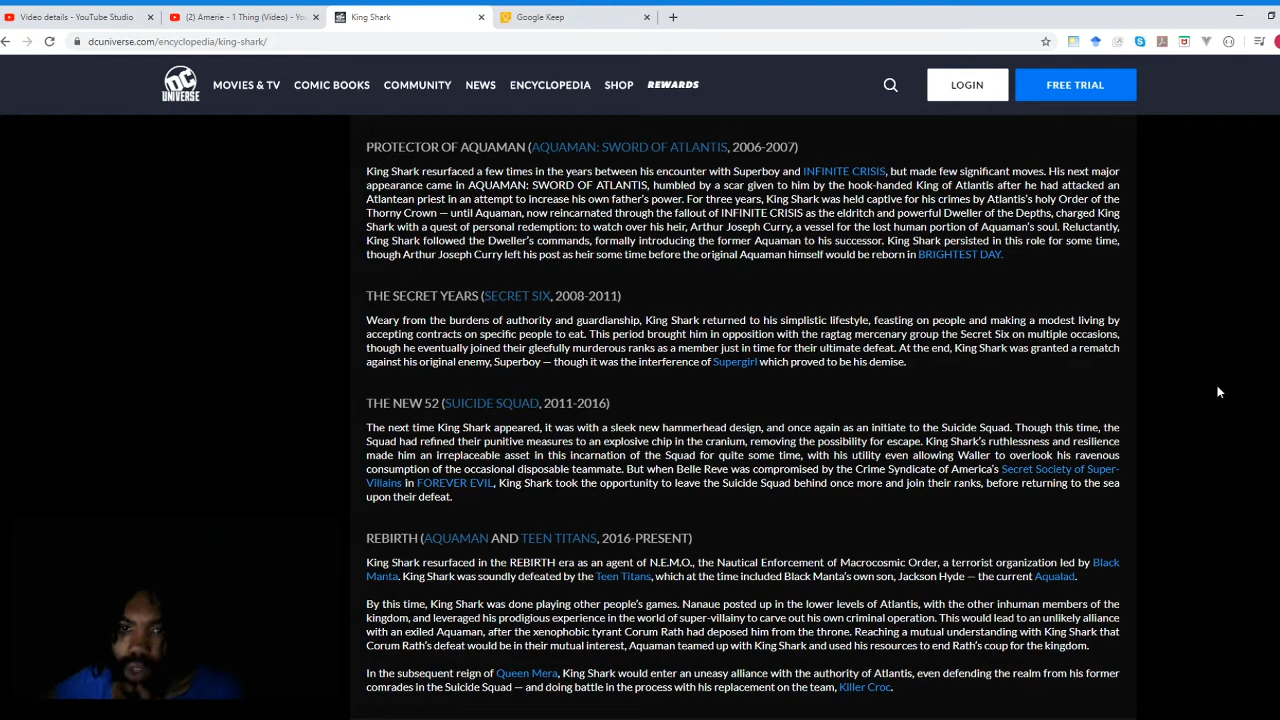 Video details - YouTube Studio
(2) Amerie - 1 Thing (Video) - Yo
King Shark
Google Keep
dcuniverse.com/encyclopedia/king-shark/
DC
UNIVERSE
MOVIES & TV
COMIC BOOKS
COMMUNITY
NEWS
ENCYCLOPEDIA
SHOP
REWARDS
LOGIN
FREE TRIAL
PROTECTOR OF AQUAMAN (AQUAMAN: SWORD OF ATLANTIS, 2006-2007)
King Shark resurfaced a few times in the years between his encounter with Superboy and INFINITE CRISIS, but made few significant moves. His next major
appearance came in AQUAMAN: SWORD OF ATLANTIS, humbled by a scar given to him by the hook-handed King of Atlantis after he had attacked an
Atlantean priest in an attempt to increase his own father's power. For three years, King Shark was held captive for his crimes by Atlantis's holy Order of the
Thorny Crown — until Aquaman, now reincarnated through the fallout of INFINITE CRISIS as the eldritch and powerful Dweller of the Depths, charged King
Shark with a quest of personal redemption: to watch over his heir, Arthur Joseph Curry, a vessel for the lost human portion of Aquaman's soul. Reluctantly,
King Shark followed the Dweller's commands, formally introducing the former Aquaman to his successor. King Shark persisted in this role for some time,
though Arthur Joseph Curry left his post as heir some time before the original Aquaman himself would be reborn in BRIGHTEST DAY.
THE SECRET YEARS (SECRET SIX, 2008-2011)
Weary from the burdens of authority and guardianship, King Shark returned to his simplistic lifestyle, feasting on people and making a modest living by
accepting contracts on specific people to eat. This period brought him in opposition with the ragtag mercenary group the Secret Six on multiple occasions,
though he eventually joined their gleefully murderous ranks as a member just in time for their ultimate defeat. At the end, King Shark was granted a rematch
against his original enemy, Superboy — though it was the interference of Supergirl which proved to be his demise.
THE NEW 52 (SUICIDE SQUAD, 2011-2016)
The next time King Shark appeared, it was with a sleek new hammerhead design, and once again as an initiate to the Suicide Squad. Though this time, the
Squad had refined their punitive measures to an explosive chip in the cranium, removing the possibility for escape. King Shark's ruthlessness and resilience
made him an irreplaceable asset in this incarnation of the Squad for quite some time, with his utility even allowing Waller to overlook his ravenous
consumption of the occasional disposable teammate. But when Belle Reve was compromised by the Crime Syndicate of America's Secret Society of Super-
Villains in FOREVER EVIL, King Shark took the opportunity to leave the Suicide Squad behind once more and join their ranks, before returning to the sea
upon their defeat.
REBIRTH (AQUAMAN AND TEEN TITANS, 2016-PRESENT)
King Shark resurfaced in the REBIRTH era as an agent of N.E.M.O., the Nautical Enforcement of Macrocosmic Order, a terrorist organization led by Black
Manta. King Shark was soundly defeated by the Teen Titans, which at the time included Black Manta's own son, Jackson Hyde — the current Aqualad.
By this time, King Shark was done playing other people's games. Nanaue posted up in the lower levels of Atlantis, with the other inhuman members of the
kingdom, and leveraged his prodigious experience in the world of super-villainy to carve out his own criminal operation. This would lead to an unlikely alliance
with an exiled Aquaman, after the xenophobic tyrant Corum Rath had deposed him from the throne. Reaching a mutual understanding with King Shark that
Corum Rath's defeat would be in their mutual interest, Aquaman teamed up with King Shark and used his resources to end Rath's coup for the kingdom.
In the subsequent reign of Queen Mera, King Shark would enter an uneasy alliance with the authority of Atlantis, even defending the realm from his former
comrades in the Suicide Squad — and doing battle in the process with his replacement on the team, Killer Croc.